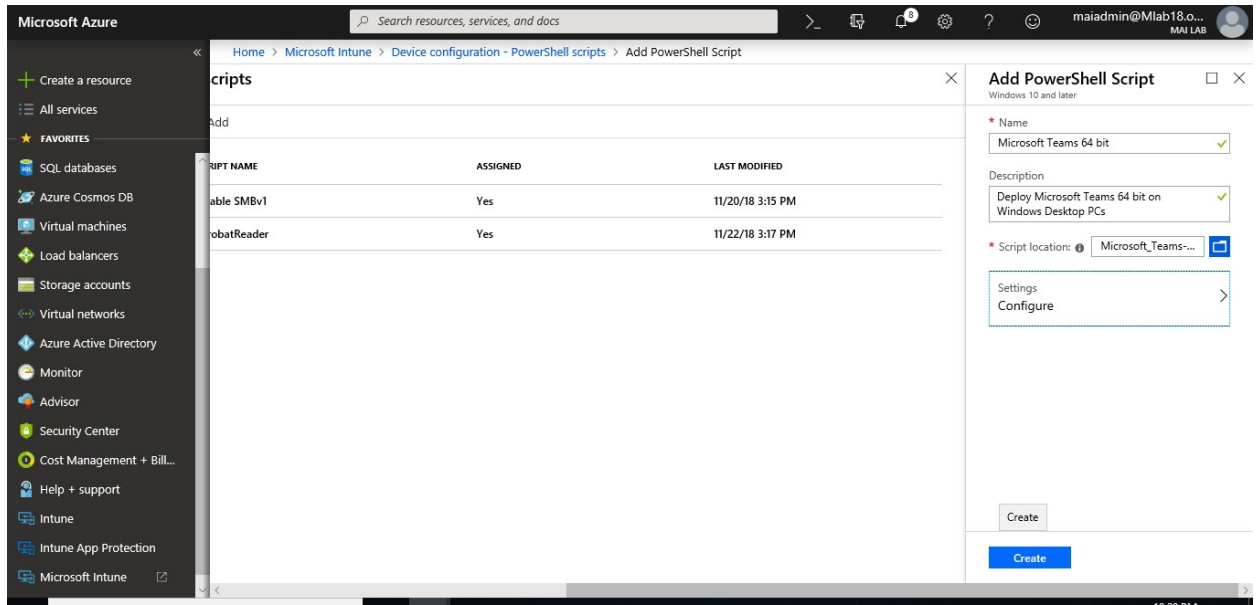 Microsoft Azure
Search resources, services, and docs
8
maiadmin@Mlab18.o...
MAI LAB
Home > Microsoft Intune > Device configuration - PowerShell scripts > Add PowerShell Script
Create a resource
All services
FAVORITES
SQL databases
Azure Cosmos DB
Virtual machines
Load balancers
Storage accounts
Virtual networks
Azure Active Directory
Monitor
Advisor
Security Center
Cost Management + Bill...
Help + support
Intune
Intune App Protection
Microsoft Intune
cripts
Add
RIPT NAME ASSIGNED LAST MODIFIED
able SMBv1 Yes 11/20/18 3:15 PM
obatReader Yes 11/22/18 3:17 PM
Add PowerShell Script
Windows 10 and later
* Name
Microsoft Teams 64 bit
Description
Deploy Microsoft Teams 64 bit on
Windows Desktop PCs
* Script location: Microsoft_Teams-...
Settings
Configure
Create
Create